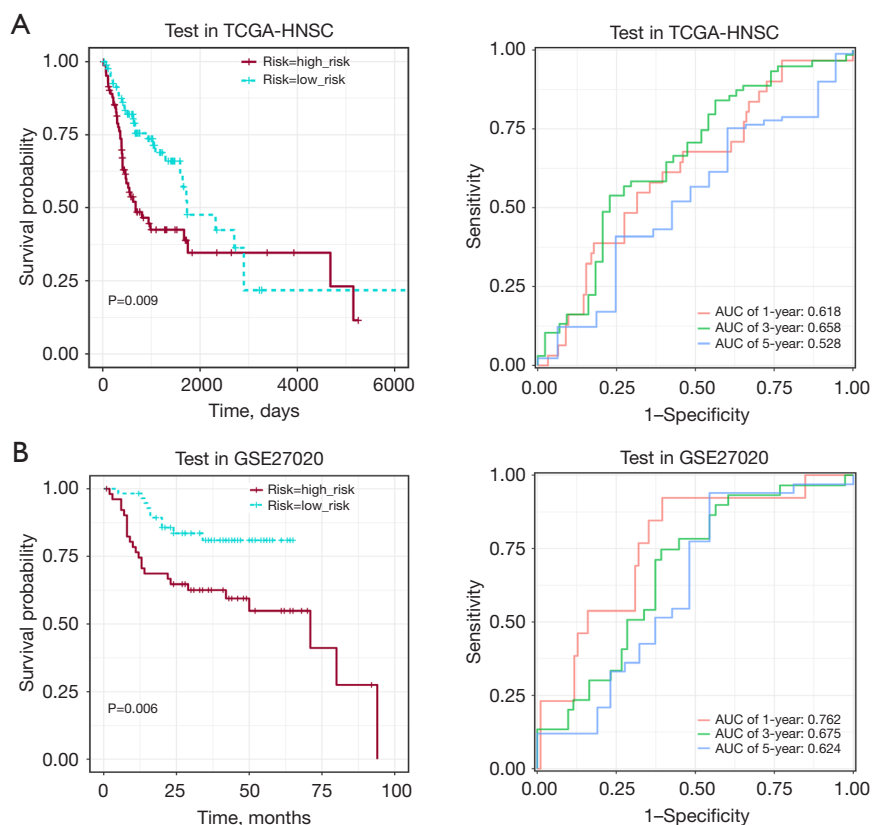 A
Test in TCGA-HNSC
Risk=high_risk
Risk=low_risk
1.00
0.75
0.50
0.25
0.00
Survival probability
P=0.009
0
2000
4000
6000
Time, days
Test in TCGA-HNSC
1.00
0.75
0.50
0.25
0.00
Sensitivity
AUC of 1-year: 0.618
AUC of 3-year: 0.658
AUC of 5-year: 0.528
0.00
0.25
0.50
0.75
1.00
1–Specificity
B
Test in GSE27020
Risk=high_risk
Risk=low_risk
1.00
0.75
0.50
0.25
0.00
Survival probability
P=0.006
0
25
50
75
100
Time, months
Test in GSE27020
1.00
0.75
0.50
0.25
0.00
Sensitivity
AUC of 1-year: 0.762
AUC of 3-year: 0.675
AUC of 5-year: 0.624
0.00
0.25
0.50
0.75
1.00
1–Specificity